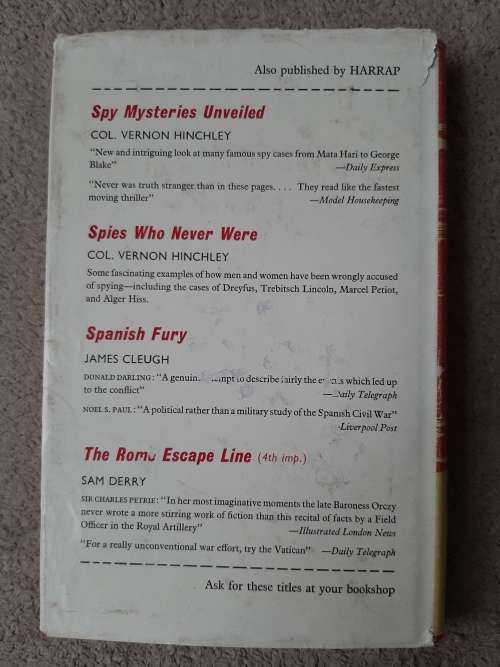 Also published by HARRAP
Spy Mysteries Unveiled
COL. VERNON HINCHLEY
“New and intriguing look at many famous spy cases from Mata Hari to George
Blake” —Daily Express
“Never was truth stranger than in these pages. . . . They read like the fastest
moving thriller” —Model Housekeeping
Spies Who Never Were
COL. VERNON HINCHLEY
Some fascinating examples of how men and women have been wrongly accused
of spying—including the cases of Dreyfus, Trebitsch Lincoln, Marcel Petiot,
and Alger Hiss.
Spanish Fury
JAMES CLEUGH
DONALD DARLING: “A to describe fairly the which led up
to the conflict” —Daily Telegraph
NOEL S. PAUL: “A political rather than a military study of the Spanish Civil War”
-Liverpool Post
The Rome Escape Line (4th imp.)
SAM DERRY
SIR CHARLES PETRIE: “In her most imaginative moments the late Baroness Orczy
never wrote a more stirring work of fiction than this recital of facts by a Field
Officer in the Royal Artillery” —Illustrated London News
“For a really unconventional war effort, try the Vatican” —Daily Telegraph
Ask for these titles at your bookshop